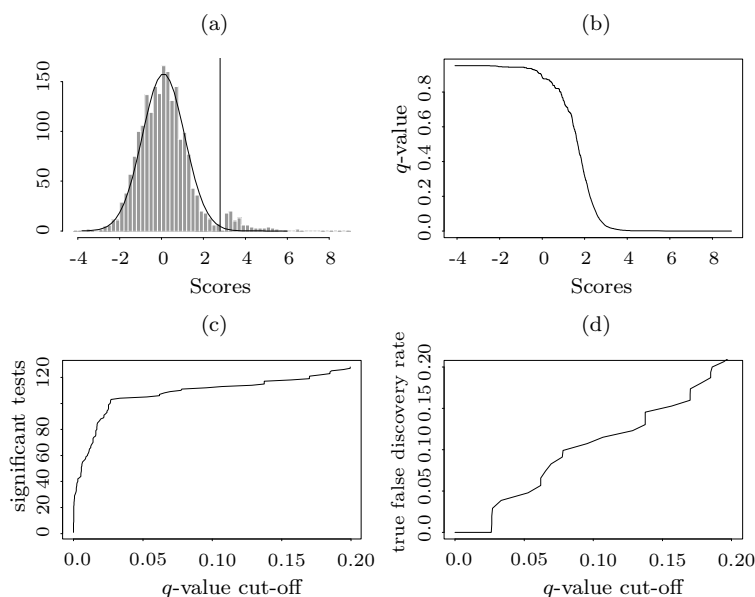 (a)
150
100
50
0
-4 -2 0 2 4 6 8
Scores
(b)
q-value
0.8
0.4
0.2
0.0
-4 -2 0 2 4 8
Scores
(c)
significant tests
120
80
60
40
20
0
0.0 0.05 0.10 0.15 0.20
q-value cut-off
(d)
true false discovery rate
0.20
0.15
0.10
0.05
0.0
0.0 0.05 0.10 0.15 0.20
q-value cut-off